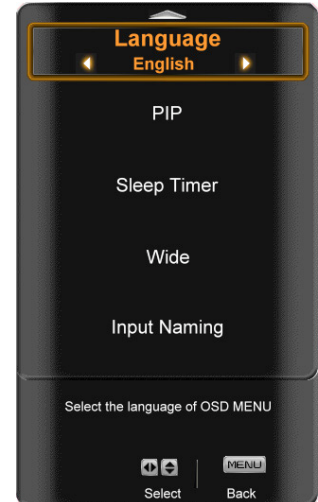 Language
English
PIP
Sleep Timer
Wide
Input Naming
Select the language of OSD MENU
MENU
Select
Back